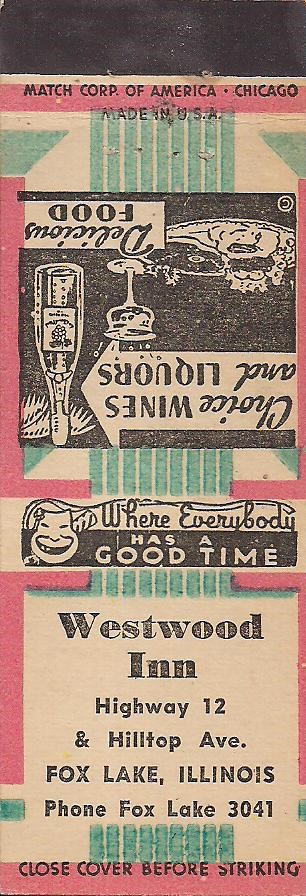 MATCH CORP. OF AMERICA • CHICAGO
MADE IN U.S.A.
Delicious
FOOD
©
Choice WINES
and LIQUORS
Where Everybody
HAS A
GOOD TIME
Westwood
Inn
Highway 12
& Hilltop Ave.
FOX LAKE, ILLINOIS
Phone Fox Lake 3041
CLOSE COVER BEFORE STRIKING